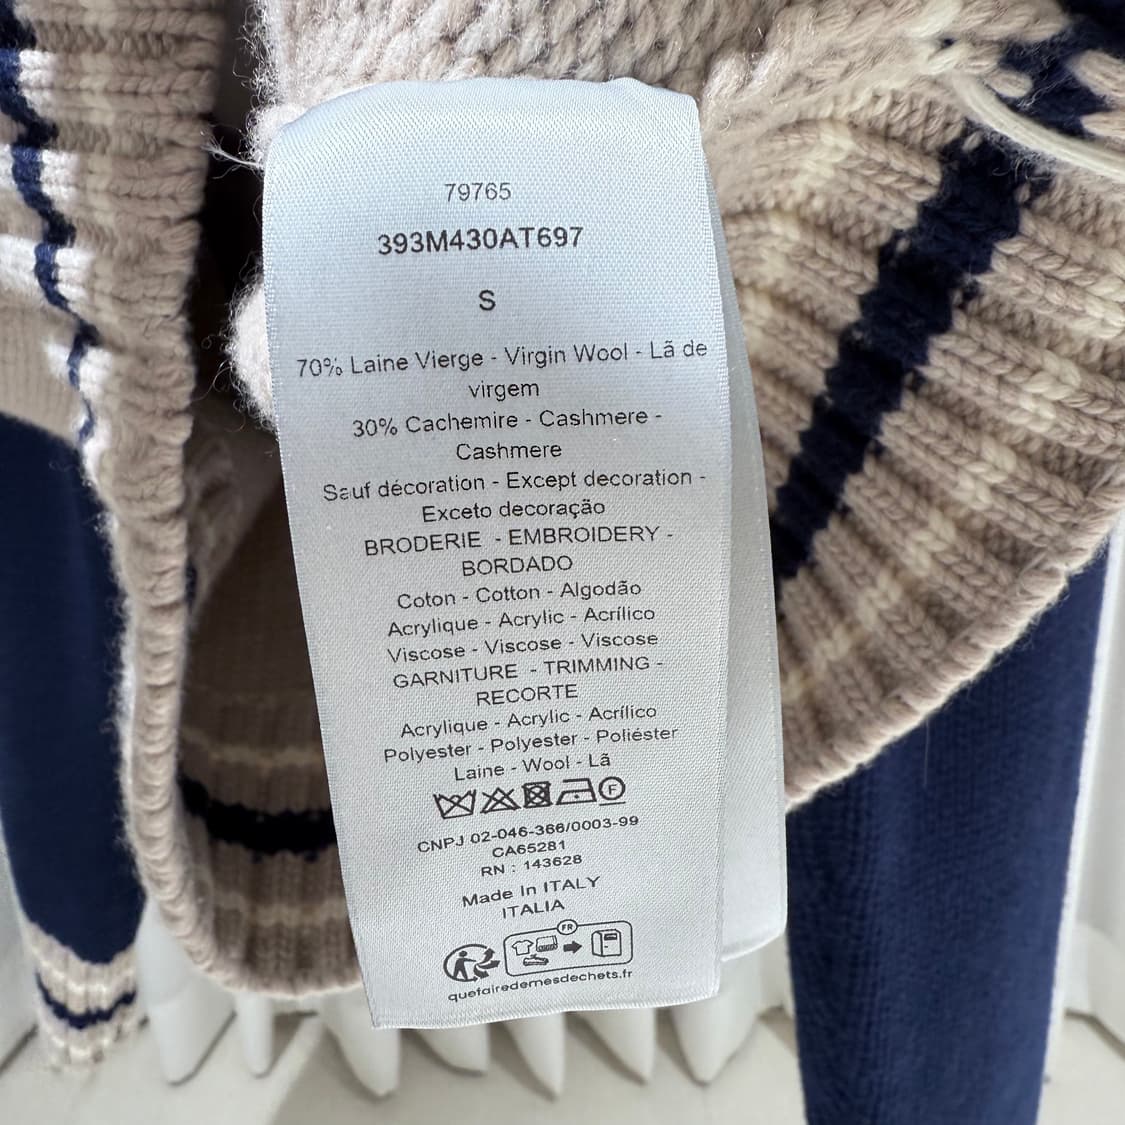 79765
393M430AT697
S
70% Laine Vierge - Virgin Wool - Lã de
virgem
30% Cachemire - Cashmere -
Cashmere
Sauf décoration - Except decoration -
Exceto decoração
BRODERIE - EMBROIDERY -
BORDADO
Coton - Cotton - Algodão
Acrylique - Acrylic - Acrílico
Viscose - Viscose - Viscose
GARNITURE - TRIMMING -
RECORTE
Acrylique - Acrylic - Acrílico
Polyester - Polyester - Poliéster
Laine - Wool - Lã
F
CNPJ 02-046-366/0003-99
CA65281
RN : 143628
Made In ITALY
ITALIA
FR
quefairedemesdechets.fr